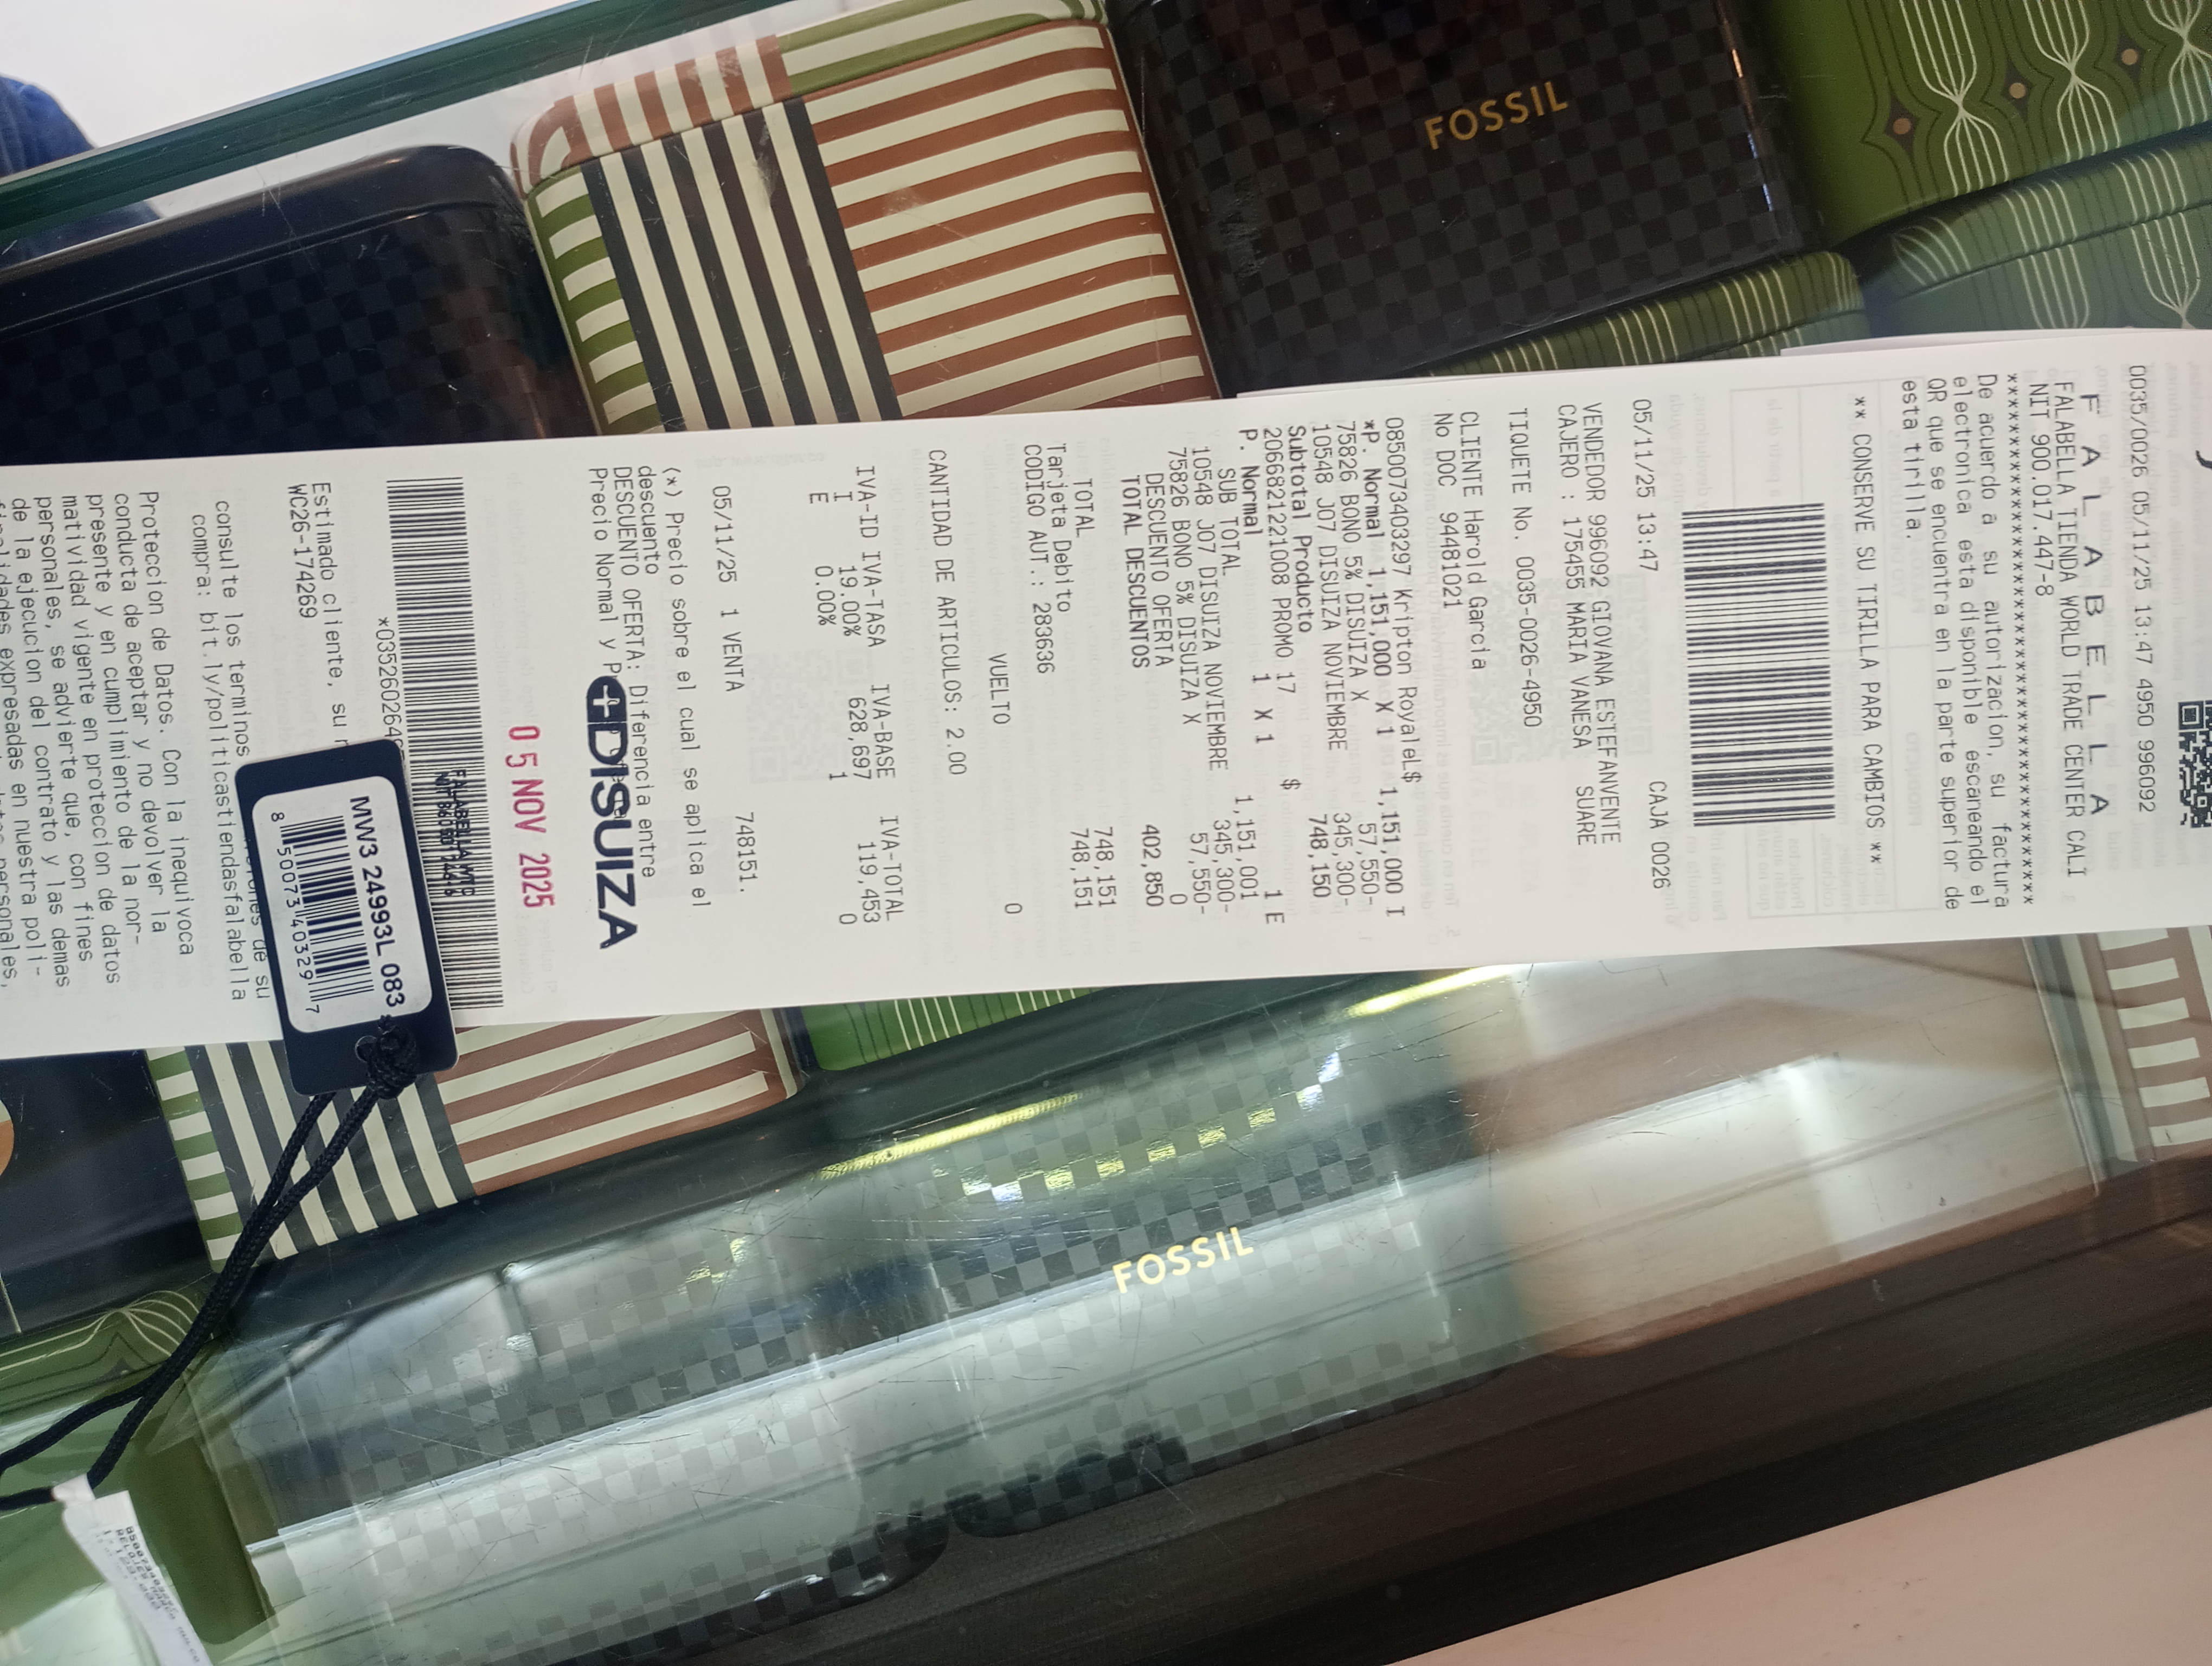 0035/0026 05/11/25 13:47 4950 996092
F A L A B E L L A
FALABELLA TIENDA WORLD TRADE CENTER CALI
NIT 900.017.447-8
****************************************
De acuerdo a su autorizacion, su factura
electronica esta disponible escaneando el
QR que se encuentra en la parte superior de
esta tirilla.
** CONSERVE SU TIRILLA PARA CAMBIOS **
05/11/25 13:47 CAJA 0026
VENDEDOR 996092 GIOVANA ESTEFANVENTE
CAJERO : 175455 MARIA VANESA SUARE
TIQUETE No. 0035-0026-4950
CLIENTE Harold Garcia
No DOC 94481021
0850073403297 Kripton RoyaleL$ 1,151,000 I
*P. Normal 1,151,000 X 1
75826 BONO 5% DISUIZA X 57,550-
10548 JO7 DISUIZA NOVIEMBRE 345,300-
Subtotal Producto 748,150
2066821221008 PROMO 17 $ 1 E
P. Normal 1 X 1
SUB TOTAL 1,151,001
10548 JO7 DISUIZA NOVIEMBRE 345,300-
75826 BONO 5% DISUIZA X 57,550-
DESCUENTO OFERTA 0
TOTAL DESCUENTOS 402,850
TOTAL 748,151
Tarjeta Debito 748,151
CODIGO AUT.: 283636
VUELTO 0
CANTIDAD DE ARTICULOS: 2.00
IVA-ID IVA-TASA IVA-BASE IVA-TOTAL
I 19.00% 628,697 119,453
E 0.00% 1 0
05/11/25 1 VENTA 748151.
(*) Precio sobre el cual se aplica el
descuento
DESCUENTO OFERTA: Diferencia entre
Precio Normal y
DISUIZA
05 NOV 2025
Estimado cliente, su
WC26-174269
consulte los terminos de su
compra: bit.ly/politicastiendasfalabella
Proteccion de Datos. Con la inequivoca
conducta de aceptar y no devolver la
presente y en cumplimiento de la nor-
matividad vigente en proteccion de datos
personales, se advierte que, con fines
de la ejecucion del contrato y las demas
finalidades expresadas en nuestra poli-
personales,
MW3 24993L 083
8 50073 40329 7
FOSSIL
FOSSIL